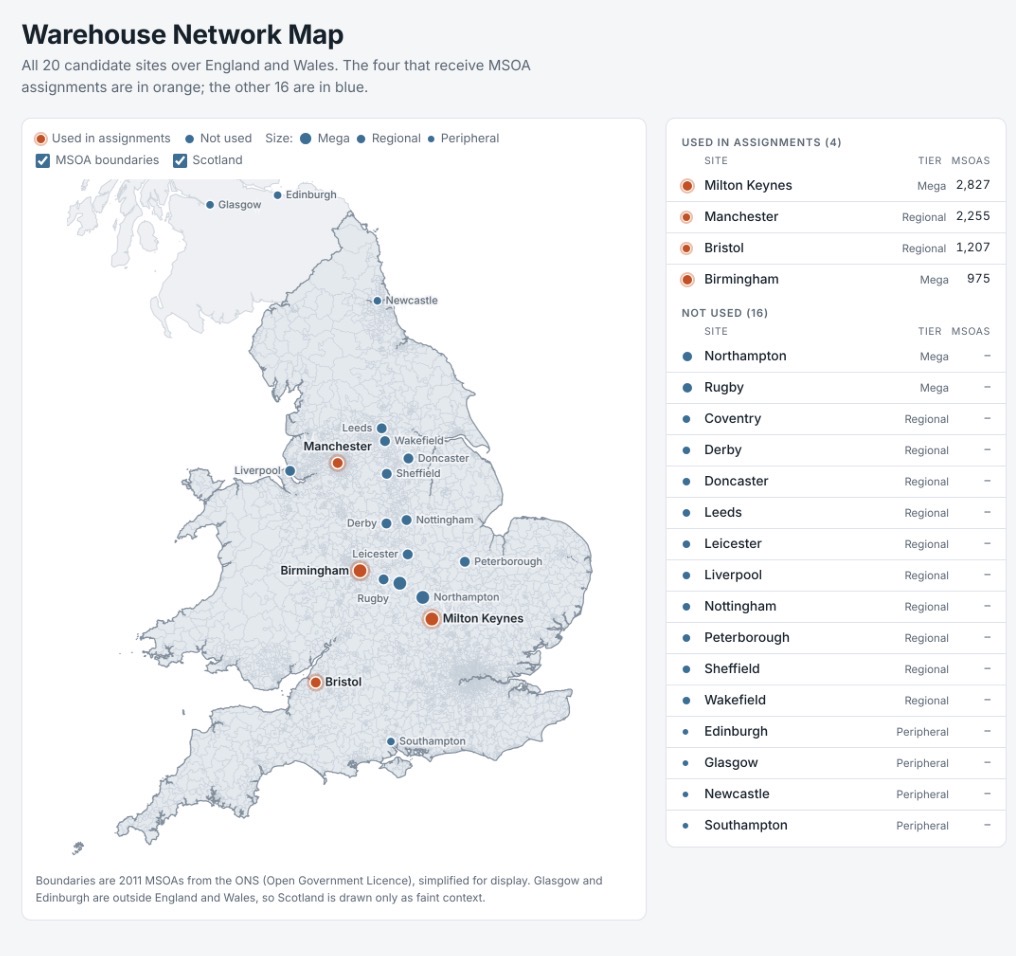 Warehouse Network Map
All 20 candidate sites over England and Wales. The four that receive MSOA
assignments are in orange; the other 16 are in blue.
Used in assignments Not used Size: Mega Regional Peripheral
MSOA boundaries Scotland
Edinburgh
Glasgow
Newcastle
Leeds
Wakefield
Manchester
Doncaster
Liverpool
Sheffield
Derby
Nottingham
Leicester
Peterborough
Birmingham
Rugby
Northampton
Milton Keynes
Bristol
Southampton
Boundaries are 2011 MSOAs from the ONS (Open Government Licence), simplified for display. Glasgow and
Edinburgh are outside England and Wales, so Scotland is drawn only as faint context.
USED IN ASSIGNMENTS (4)
SITE TIER MSOAS
Milton Keynes Mega 2,827
Manchester Regional 2,255
Bristol Regional 1,207
Birmingham Mega 975
NOT USED (16)
SITE TIER MSOAS
Northampton Mega –
Rugby Mega –
Coventry Regional –
Derby Regional –
Doncaster Regional –
Leeds Regional –
Leicester Regional –
Liverpool Regional –
Nottingham Regional –
Peterborough Regional –
Sheffield Regional –
Wakefield Regional –
Edinburgh Peripheral –
Glasgow Peripheral –
Newcastle Peripheral –
Southampton Peripheral –